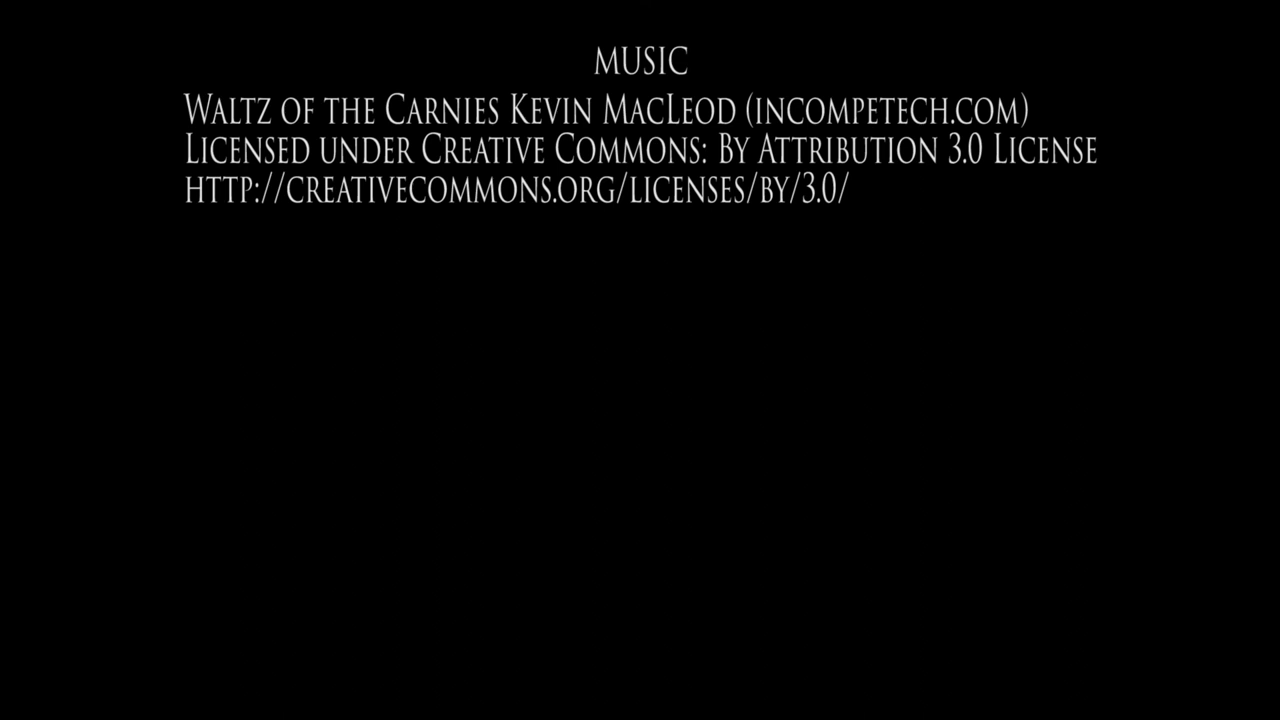 MUSIC
Waltz of the Carnies Kevin MacLeod (incompetech.com)
Licensed under Creative Commons: By Attribution 3.0 License
http://creativecommons.org/licenses/by/3.0/